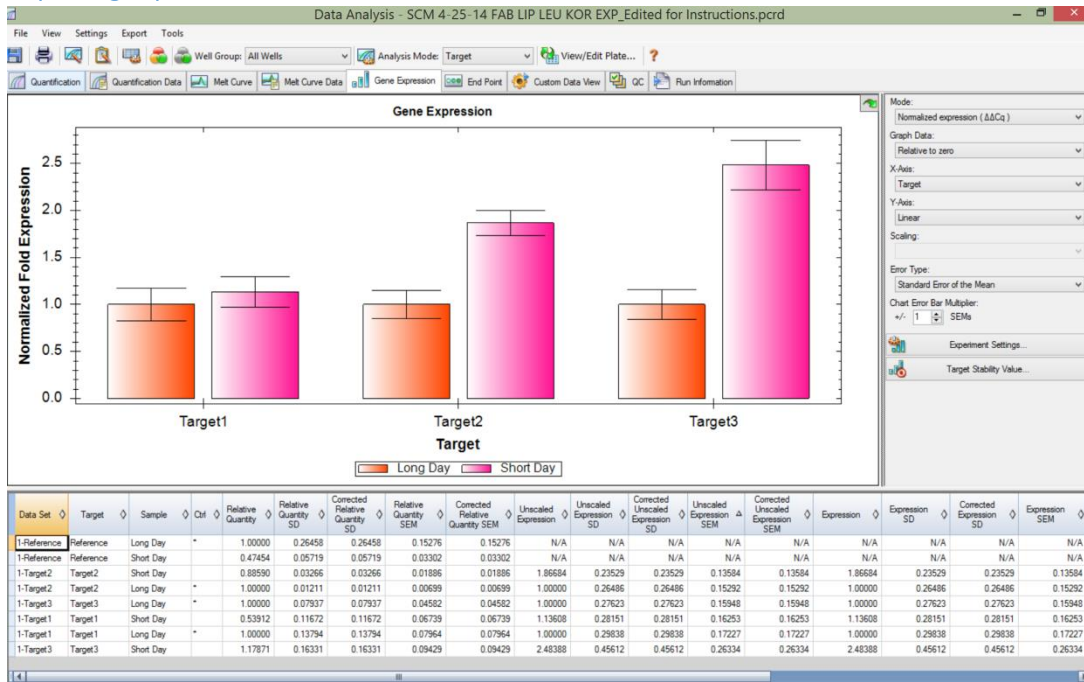 Data Analysis - SCM 4-25-14 FAB LIP LEU KOR EXP_Edited for Instructions.pcrd
File View Settings Export Tools
Well Group: All Wells Analysis Mode: Target View/Edit Plate... ?
Quantification Quantification Data Melt Curve Melt Curve Data Gene Expression End Point Custom Data View QC Run Information
Gene Expression
Normalized Fold Expression
2.5
2.0
1.5
1.0
0.5
0.0
Target1 Target2 Target3
Target
Long Day Short Day
Mode:
Normalized expression ( ΔΔCq )
Graph Data:
Relative to zero
X-Axis:
Target
Y-Axis:
Linear
Scaling:
Error Type:
Standard Error of the Mean
Chart Error Bar Multiplier:
+/- 1 SEMs
Experiment Settings...
Target Stability Value...
Data Set Target Sample Ctrl Relative Quantity Relative Quantity SD Corrected Relative Quantity SD Relative Quantity SEM Corrected Relative Quantity SEM Unscaled Expression Unscaled Expression SD Corrected Unscaled Expression SD Unscaled Expression SEM Corrected Unscaled Expression SEM Expression Expression SD Corrected Expression SD Expression SEM
1-Reference Reference Long Day * 1.00000 0.26458 0.26458 0.15276 0.15276 N/A N/A N/A N/A N/A N/A N/A N/A N/A
1-Reference Reference Short Day 0.47454 0.05719 0.05719 0.03302 0.03302 N/A N/A N/A N/A N/A N/A N/A N/A N/A
1-Target2 Target2 Short Day 0.88590 0.03266 0.03266 0.01886 0.01886 1.86684 0.23529 0.23529 0.13584 0.13584 1.86684 0.23529 0.23529 0.13584
1-Target2 Target2 Long Day * 1.00000 0.01211 0.01211 0.00699 0.00699 1.00000 0.26486 0.26486 0.15292 0.15292 1.00000 0.26486 0.26486 0.15292
1-Target3 Target3 Long Day * 1.00000 0.07937 0.07937 0.04582 0.04582 1.00000 0.27623 0.27623 0.15948 0.15948 1.00000 0.27623 0.27623 0.15948
1-Target1 Target1 Short Day 0.53912 0.11672 0.11672 0.06739 0.06739 1.13608 0.28151 0.28151 0.16253 0.16253 1.13608 0.28151 0.28151 0.16253
1-Target1 Target1 Long Day * 1.00000 0.13794 0.13794 0.07964 0.07964 1.00000 0.29838 0.29838 0.17227 0.17227 1.00000 0.29838 0.29838 0.17227
1-Target3 Target3 Short Day 1.17871 0.16331 0.16331 0.09429 0.09429 2.48388 0.45612 0.45612 0.26334 0.26334 2.48388 0.45612 0.45612 0.26334